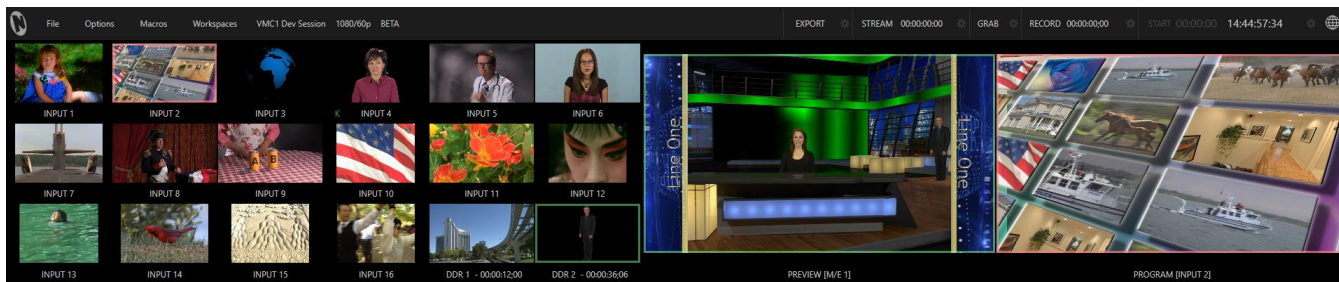 N File Options Macros Workspaces VMC1 Dev Session 1080/60p BETA EXPORT STREAM 00:00:00:00 GRAB RECORD 00:00:00;00 START 00:00:00 14:44:57:34
INPUT 1 INPUT 2 INPUT 3 K INPUT 4 INPUT 5 INPUT 6
Line One Line One
A B
INPUT 7 INPUT 8 INPUT 9 INPUT 10 INPUT 11 INPUT 12
INPUT 13 INPUT 14 INPUT 15 INPUT 16 DDR 1 - 00:00:12;00 DDR 2 - 00:00:36;06 PREVIEW [M/E 1] PROGRAM [INPUT 2]